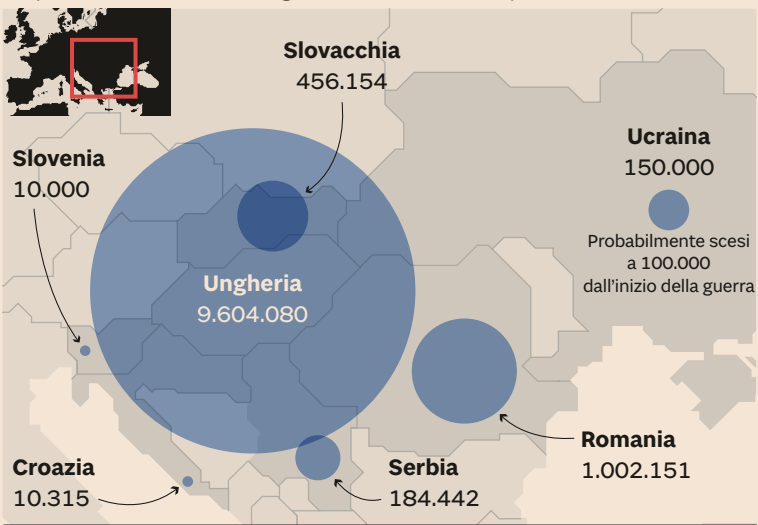 Slovacchia
456.154
Ucraina
150.000
Probabilmente scesi
a 100.000
dall'inizio della guerra
Slovenia
10.000
Ungheria
9.604.080
Romania
1.002.151
Croazia
10.315
Serbia
184.442